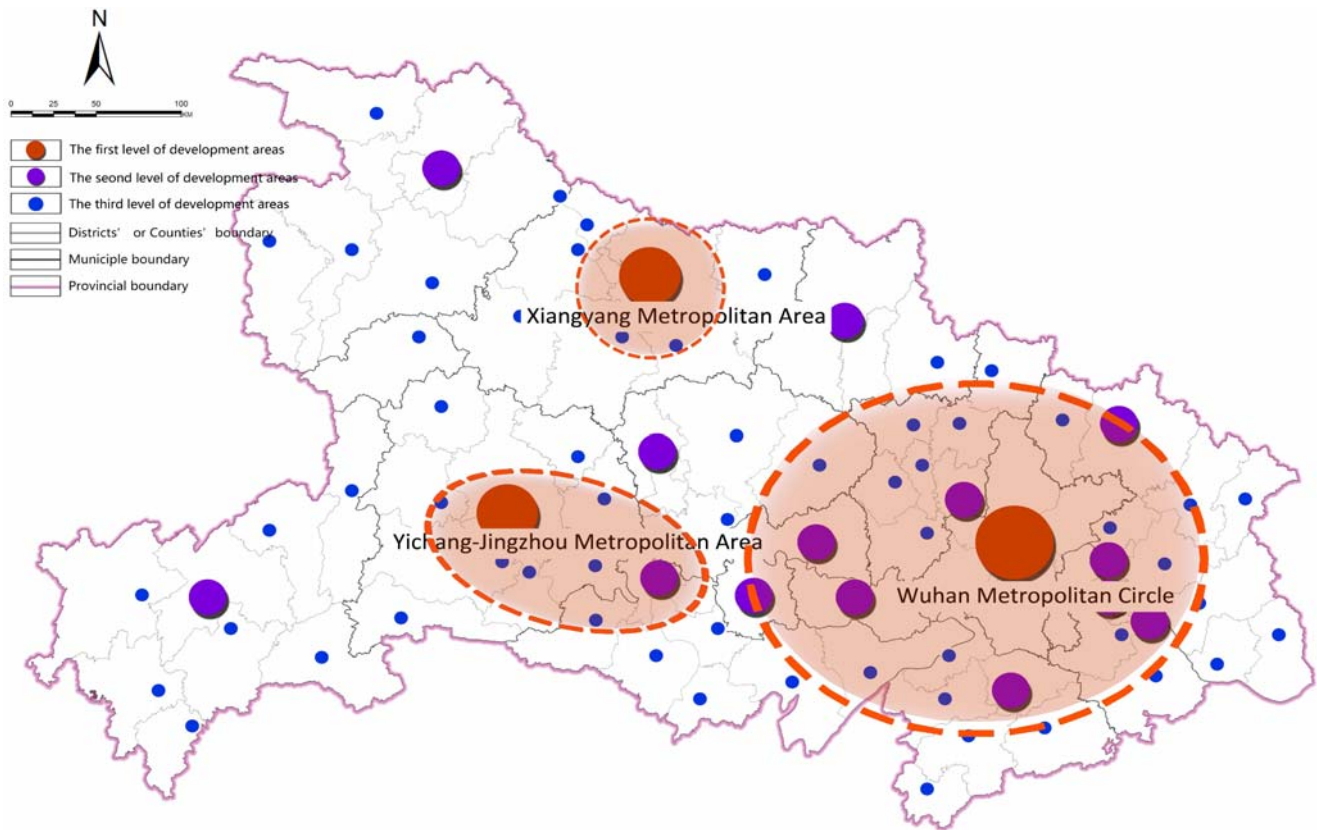 N
0 25 50 100
KM
The first level of development areas
The seond level of development areas
The third level of development areas
Districts' or Counties' boundary
Municiple boundary
Provincial boundary
Xiangyang Metropolitan Area
Yichang-Jingzhou Metropolitan Area
Wuhan Metropolitan Circle